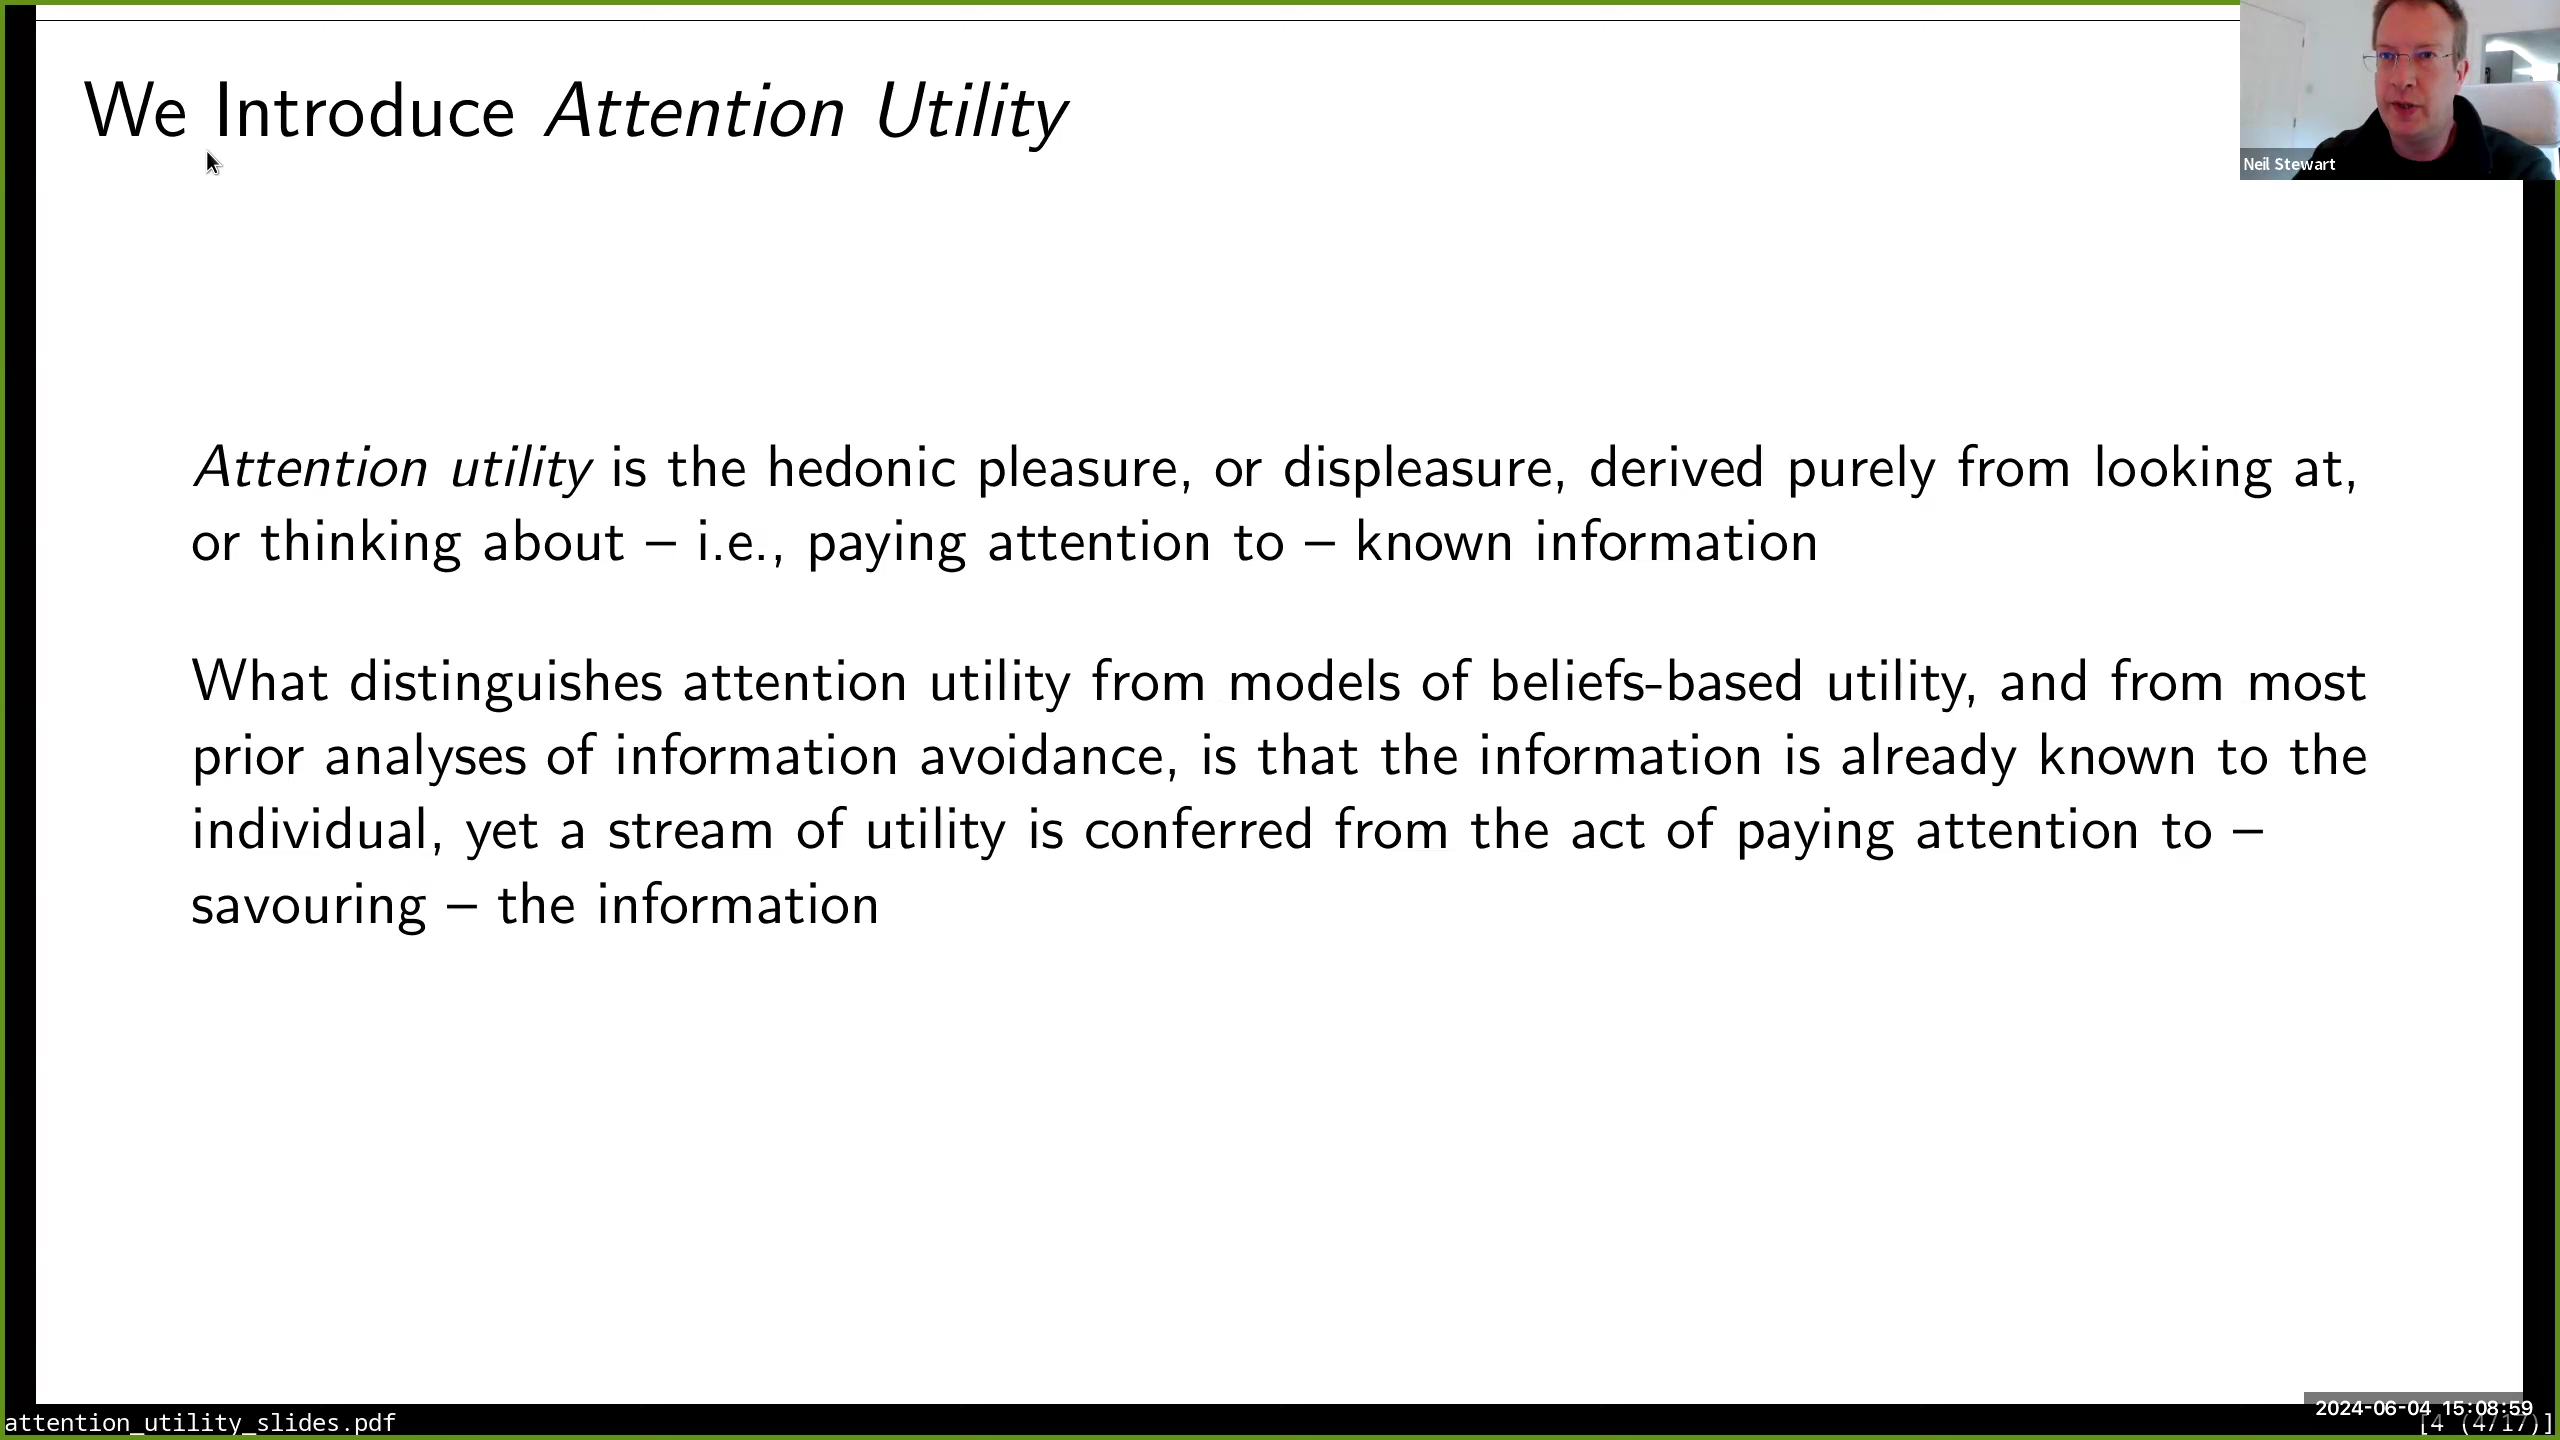 We Introduce Attention Utility
Neil Stewart
Attention utility is the hedonic pleasure, or displeasure, derived purely from looking at,
or thinking about – i.e., paying attention to – known information
What distinguishes attention utility from models of beliefs-based utility, and from most
prior analyses of information avoidance, is that the information is already known to the
individual, yet a stream of utility is conferred from the act of paying attention to –
savouring – the information
attention_utility_slides.pdf
2024-06-04 15:08:59
[4 (4/17)]